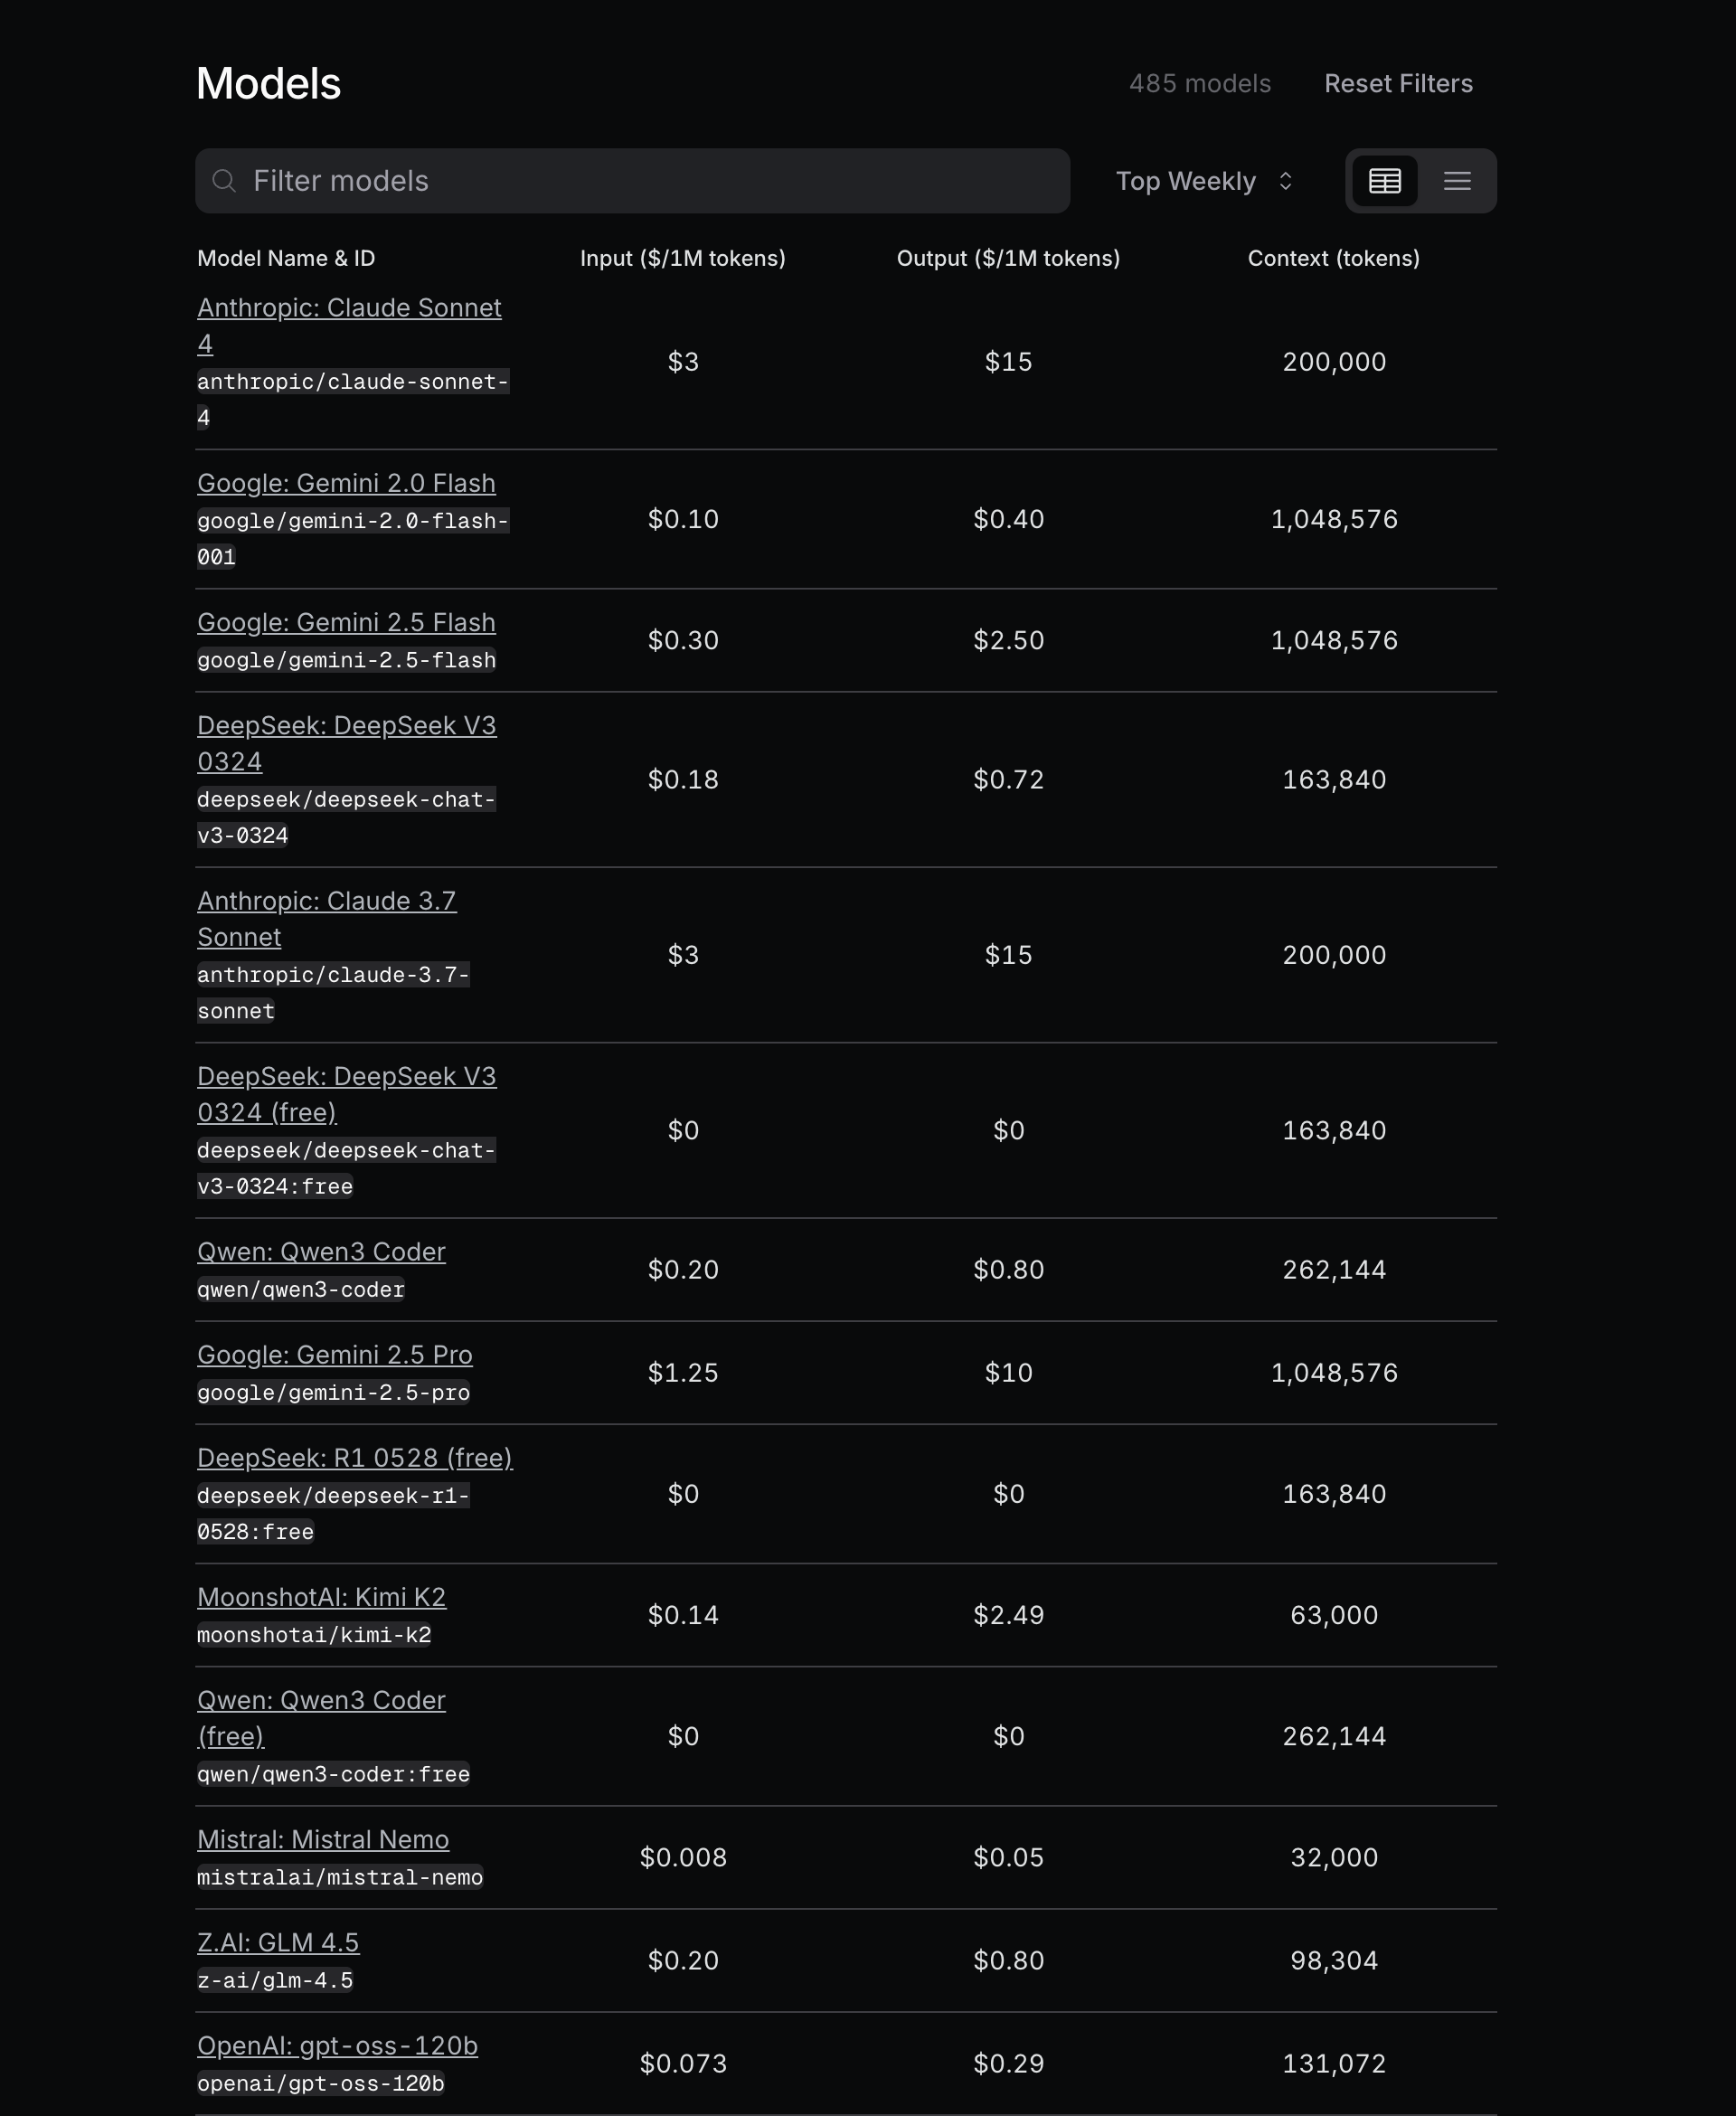 Models
485 models
Reset Filters
Filter models
Top Weekly
Model Name & ID
Input ($/1M tokens)
Output ($/1M tokens)
Context (tokens)
Anthropic: Claude Sonnet
4
anthropic/claude-sonnet-
4
$3
$15
200,000
Google: Gemini 2.0 Flash
google/gemini-2.0-flash-
001
$0.10
$0.40
1,048,576
Google: Gemini 2.5 Flash
google/gemini-2.5-flash
$0.30
$2.50
1,048,576
DeepSeek: DeepSeek V3
0324
deepseek/deepseek-chat-
v3-0324
$0.18
$0.72
163,840
Anthropic: Claude 3.7
Sonnet
anthropic/claude-3.7-
sonnet
$3
$15
200,000
DeepSeek: DeepSeek V3
0324 (free)
deepseek/deepseek-chat-
v3-0324:free
$0
$0
163,840
Qwen: Qwen3 Coder
qwen/qwen3-coder
$0.20
$0.80
262,144
Google: Gemini 2.5 Pro
google/gemini-2.5-pro
$1.25
$10
1,048,576
DeepSeek: R1 0528 (free)
deepseek/deepseek-r1-
0528:free
$0
$0
163,840
MoonshotAI: Kimi K2
moonshotai/kimi-k2
$0.14
$2.49
63,000
Qwen: Qwen3 Coder
(free)
qwen/qwen3-coder:free
$0
$0
262,144
Mistral: Mistral Nemo
mistralai/mistral-nemo
$0.008
$0.05
32,000
Z.AI: GLM 4.5
z-ai/glm-4.5
$0.20
$0.80
98,304
OpenAI: gpt-oss-120b
openai/gpt-oss-120b
$0.073
$0.29
131,072